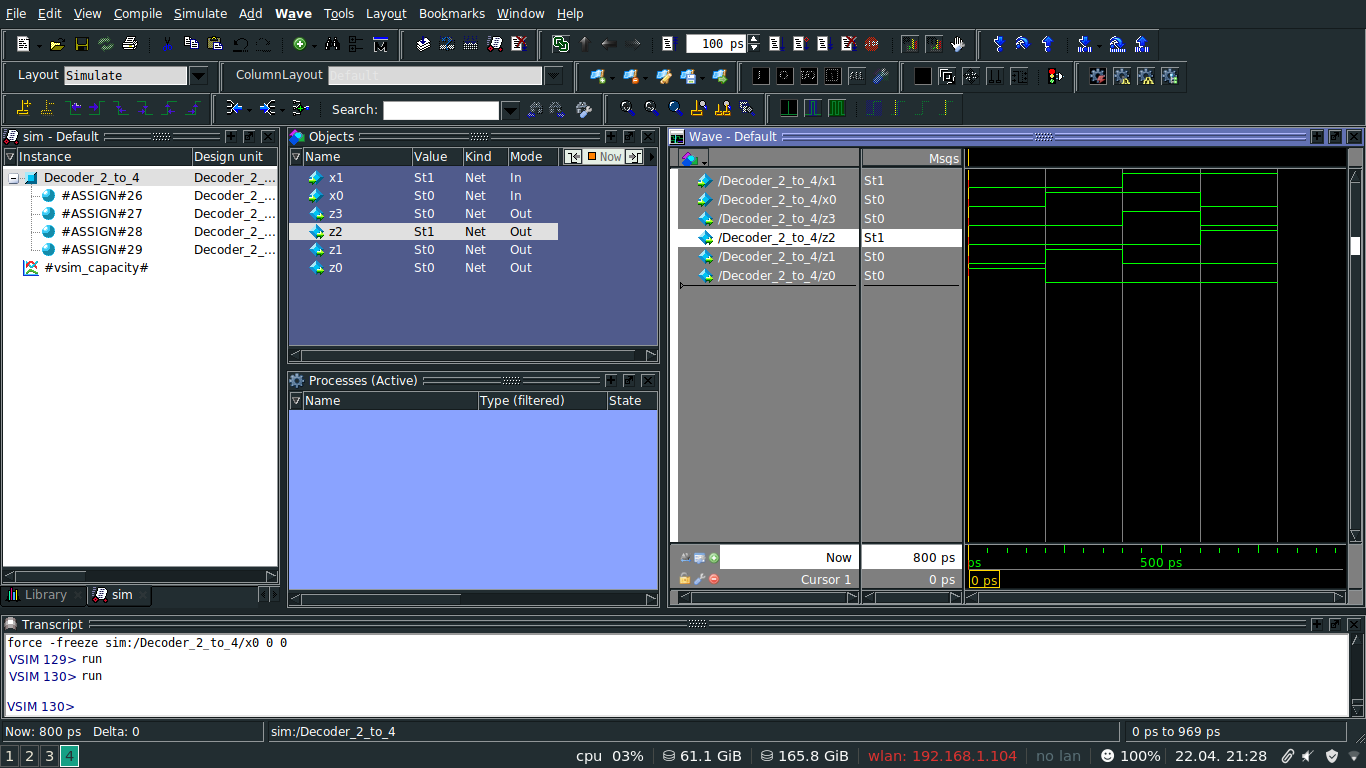 File Edit View Compile Simulate Add Wave Tools Layout Bookmarks Window Help
100 ps
Layout Simulate ColumnLayout Default
Search:
sim - Default
Instance Design unit
Decoder_2_to_4 Decoder_2_...
#ASSIGN#26 Decoder_2_...
#ASSIGN#27 Decoder_2_...
#ASSIGN#28 Decoder_2_...
#ASSIGN#29 Decoder_2_...
#vsim_capacity#
Library sim
Objects
Name Value Kind Mode Now
x1 St1 Net In
x0 St0 Net In
z3 St0 Net Out
z2 St1 Net Out
z1 St0 Net Out
z0 St0 Net Out
Processes (Active)
Name Type (filtered) State
Wave - Default
Msgs
/Decoder_2_to_4/x1 St1
/Decoder_2_to_4/x0 St0
/Decoder_2_to_4/z3 St0
/Decoder_2_to_4/z2 St1
/Decoder_2_to_4/z1 St0
/Decoder_2_to_4/z0 St0
Now 800 ps ps 500 ps
Cursor 1 0 ps 0 ps
Transcript
force -freeze sim:/Decoder_2_to_4/x0 0 0
VSIM 129> run
VSIM 130> run
VSIM 130>
Now: 800 ps Delta: 0 sim:/Decoder_2_to_4 0 ps to 969 ps
1 2 3 4 cpu 03% 61.1 GiB 165.8 GiB wlan: 192.168.1.104 no lan 100% 22.04. 21:28